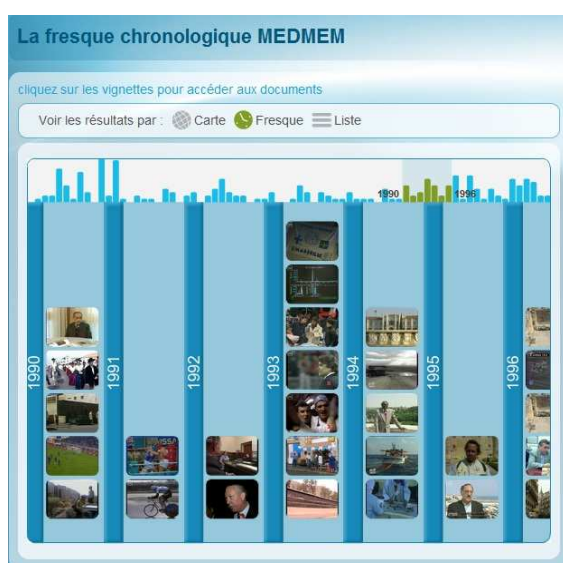 La fresque chronologique MEDMEM
cliquez sur les vignettes pour accéder aux documents
Voir les résultats par : Carte Fresque Liste
1990 1996
1990 1991 1992 1993 1994 1995 1996